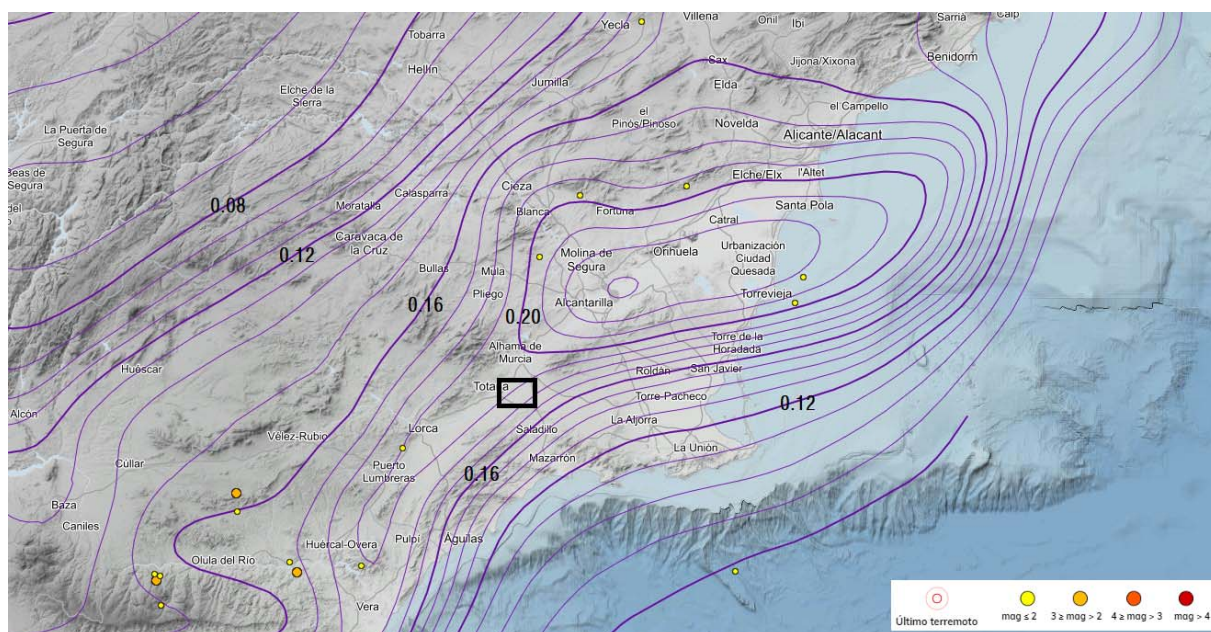 Villena
Onil
Sarrià
Calp
Yecla
Ibi
Tobarra
Benidorm
Sax
Jijona/Xixona
Hellín
Jumilla
Elda
Elche de la
Sierra
el
Pinós/Pinoso
el Campello
Novelda
La Puerta de
Segura
Alicante/Alacant
Beas de
Segura
Elche/Elx
l'Altet
Cieza
Calasparra
0.08
Moratalla
Blanca
Fortuna
Santa Pola
del
Catral
Caravaca de
la Cruz
0.12
Molina de
Segura
Orihuela
Urbanización
Ciudad
Quesada
Bullas
Mula
Pliego
Torrevieja
0.16
Alcantarilla
0.20
Torre de la
Horadada
Alhama de
Murcia
Huéscar
Roldán
San Javier
Totana
Torre-Pacheco
0.12
Alcón
La Aljorra
Lorca
Saladillo
Vélez-Rubio
La Unión
Cúllar
Puerto
Lumbreras
Mazarrón
0.16
Baza
Caniles
Pulpí
Águilas
Huércal-Overa
Olula del Río
Vera
Último terremoto
mag ≤ 2
3 ≥ mag > 2
4 ≥ mag > 3
mag > 4